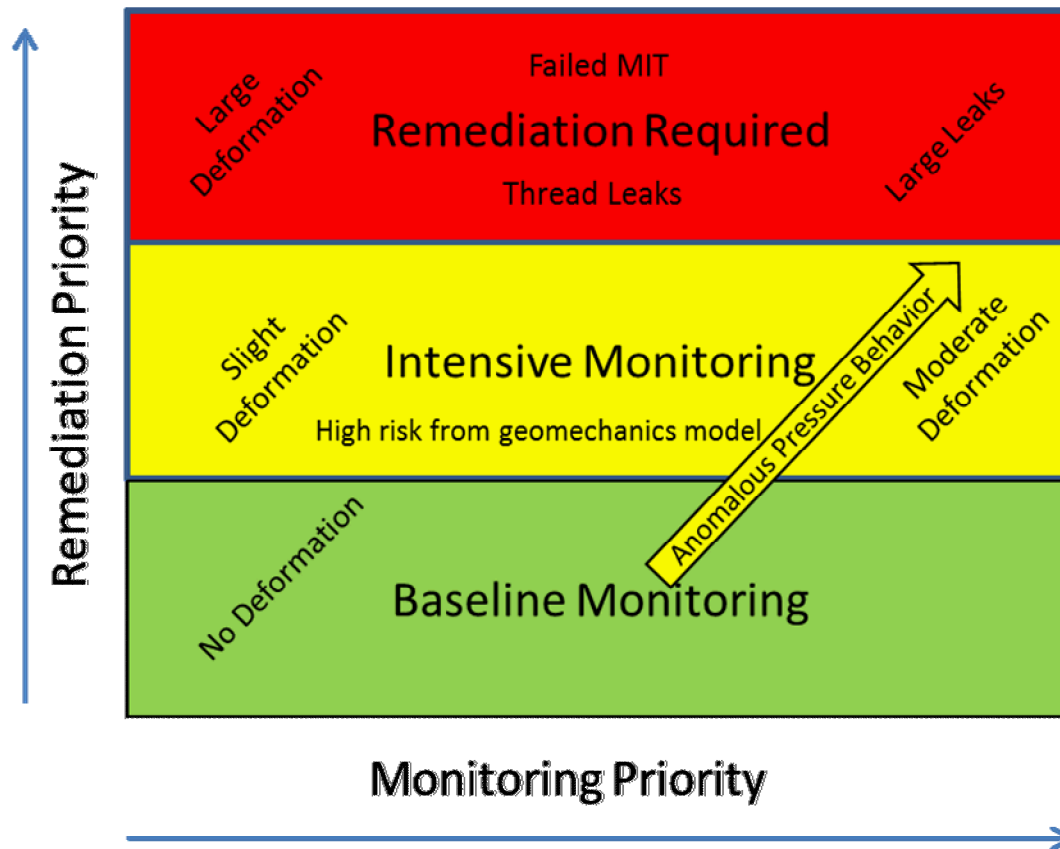 Failed MIT
Large
Deformation
Remediation Required
Large Leaks
Thread Leaks
Remediation Priority
Slight
Deformation
Intensive Monitoring
High risk from geomechanics model
Anomalous Pressure Behavior
Moderate
Deformation
No Deformation
Baseline Monitoring
Monitoring Priority